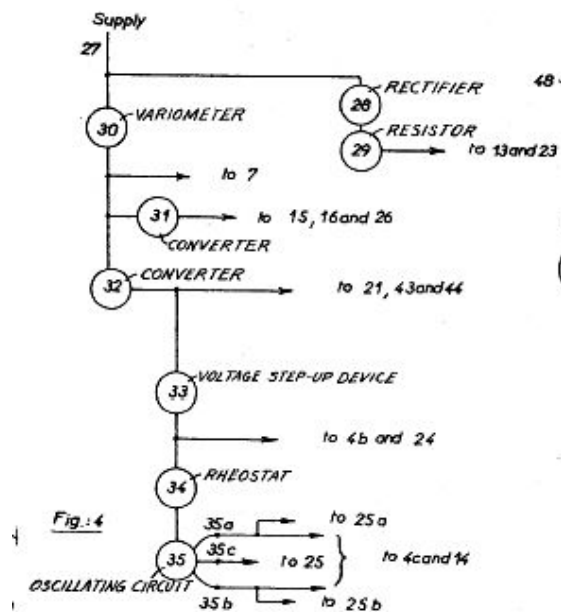 Supply
27
48
28 RECTIFIER
30 VARIOMETER
29 RESISTOR
to 13 and 23
to 7
31
to 15, 16 and 26
CONVERTER
32 CONVERTER
to 21, 43 and 44
33 VOLTAGE STEP-UP DEVICE
to 4b and 24
34 RHEOSTAT
Fig.:4
35a to 25a
35c to 25
35 to 4c and 14
OSCILLATING CIRCUIT
35b to 25b